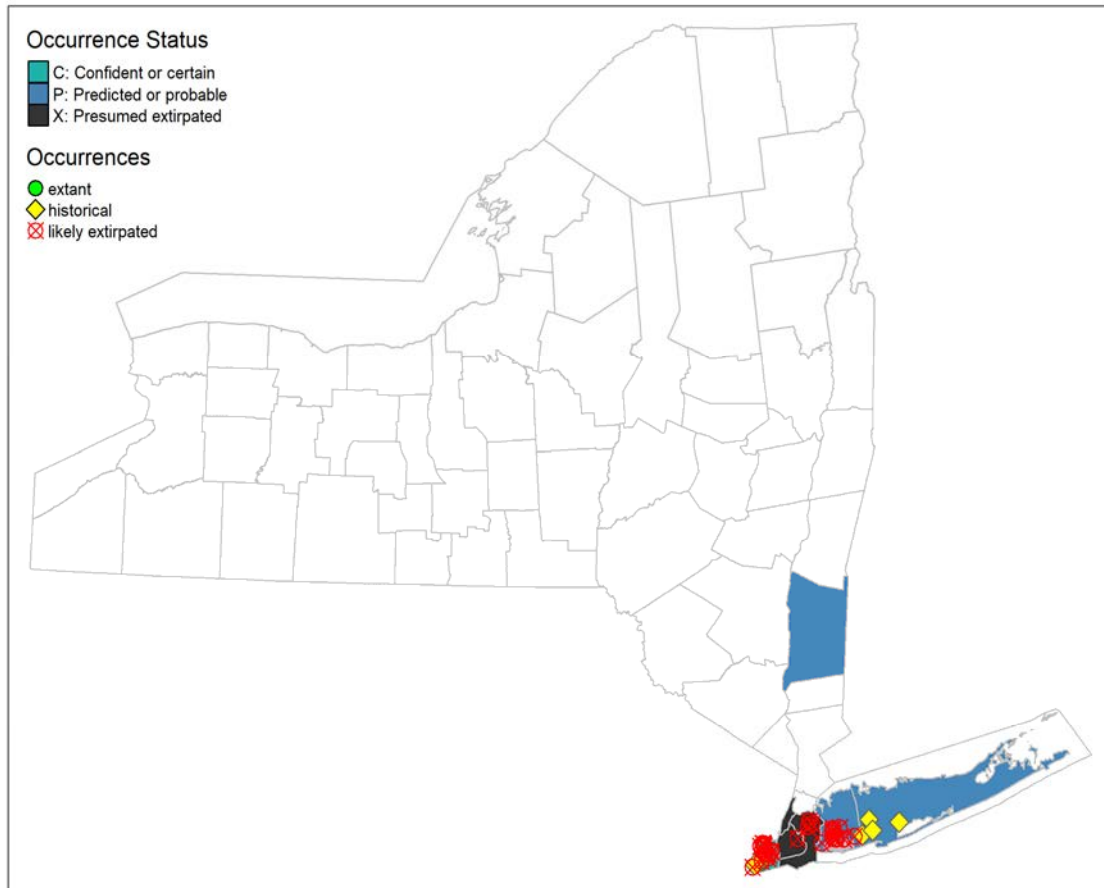 Occurrence Status
C: Confident or certain
P: Predicted or probable
X: Presumed extirpated
Occurrences
extant
historical
likely extirpated